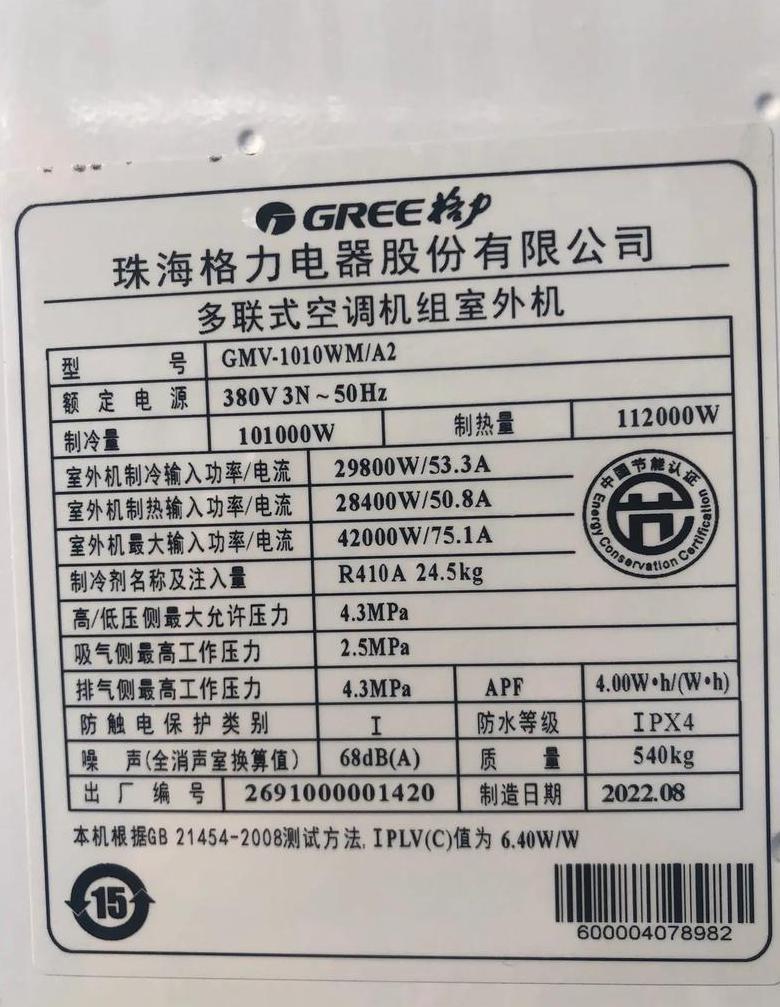 GREE格力
珠海格力电器股份有限公司
多联式空调机组室外机
型号 GMV-1010WM/A2
额定电源 380V 3N～50Hz
制冷量 101000W 制热量 112000W
室外机制冷输入功率/电流 29800W/53.3A
室外机制热输入功率/电流 28400W/50.8A
室外机最大输入功率/电流 42000W/75.1A
中国节能认证
Energy Conservation Certification
制冷剂名称及注入量 R410A 24.5kg
高/低压侧最大允许压力 4.3MPa
吸气侧最高工作压力 2.5MPa
排气侧最高工作压力 4.3MPa APF 4.00W•h/(W•h)
防触电保护类别 I 防水等级 IPX4
噪声(全消声室换算值) 68dB(A) 质量 540kg
出厂编号 2691000001420 制造日期 2022.08
本机根据GB 21454-2008测试方法, IPLV(C)值为 6.40W/W
15
600004078982